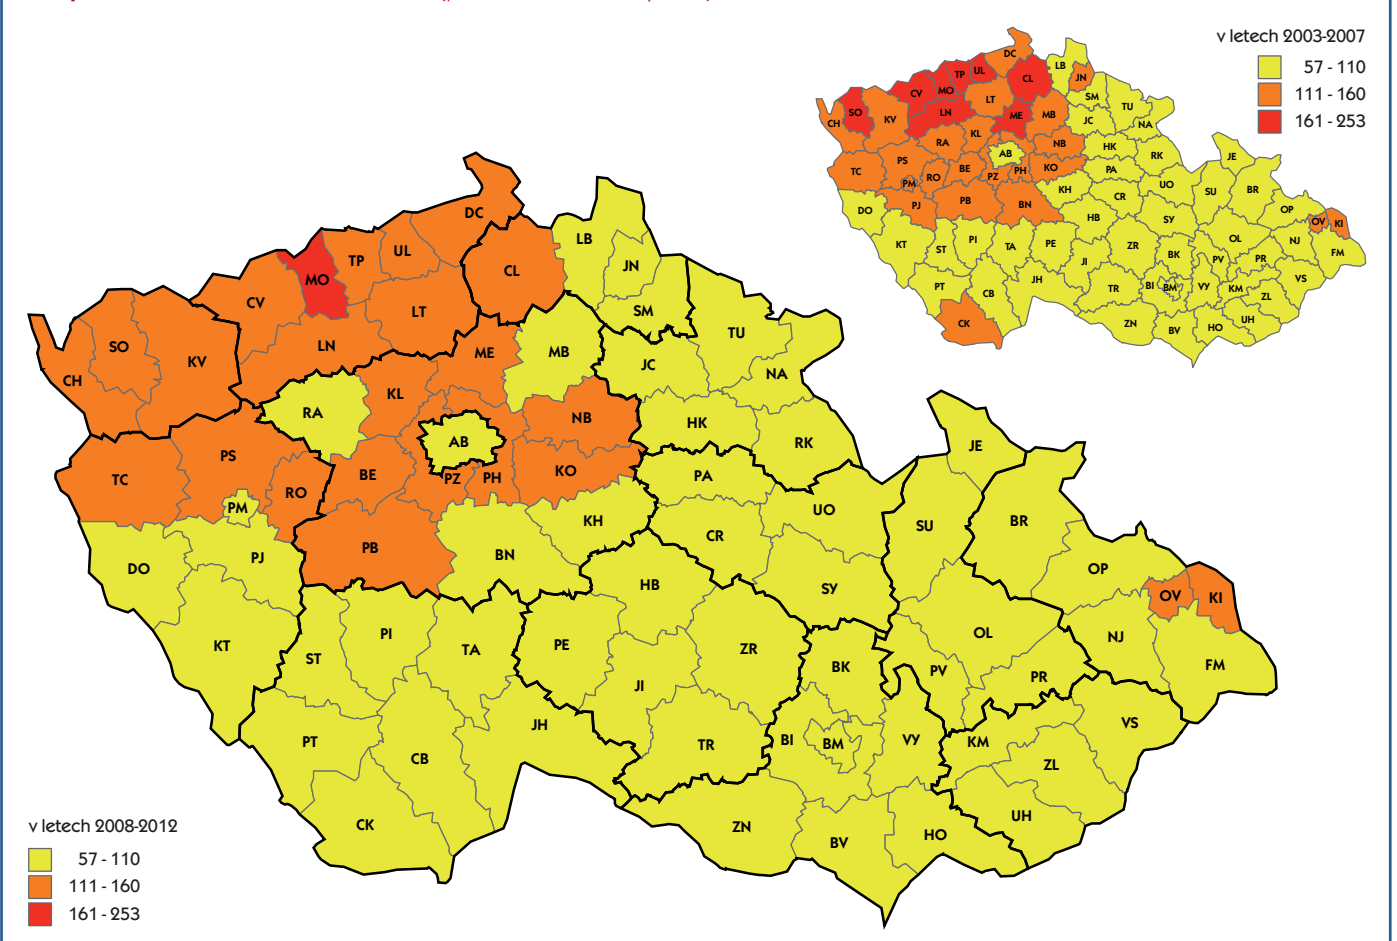 v letech 2003-2007
57 - 110
111 - 160
161 - 253
DC
LB
TP
UL
CL
JN
CV
MO
SM
LT
TU
SO
LN
ME
MB
CH
KV
JC
NA
KL
RA
NB
HK
AB
RK
JE
PS
TC
BE
PH
KO
PA
RO
PZ
PM
KH
UO
SU
BR
PB
CR
PJ
BN
DO
OP
HB
SY
OV
KI
KT
ST
PI
TA
PE
ZR
OL
NJ
BK
FM
JI
PV
PR
JH
VS
PT
CB
TR
BI
BM
VY
KM
ZL
CK
ZN
BV
HO
UH
DC
LB
UL
TP
JN
CL
MO
CV
LT
SM
TU
SO
LN
ME
MB
KV
JC
NA
CH
KL
RA
NB
HK
AB
RK
JE
PS
TC
BE
PZ
PH
KO
PA
RO
PM
UO
KH
BR
SU
CR
PB
BN
PJ
DO
OP
HB
SY
OV
KI
PI
OL
NJ
KT
ST
TA
PE
ZR
BK
FM
PV
PR
JI
JH
VS
PT
TR
BI
BM
VY
KM
CB
ZL
CK
ZN
UH
HO
BV
v letech 2008-2012
57 - 110
111 - 160
161 - 253